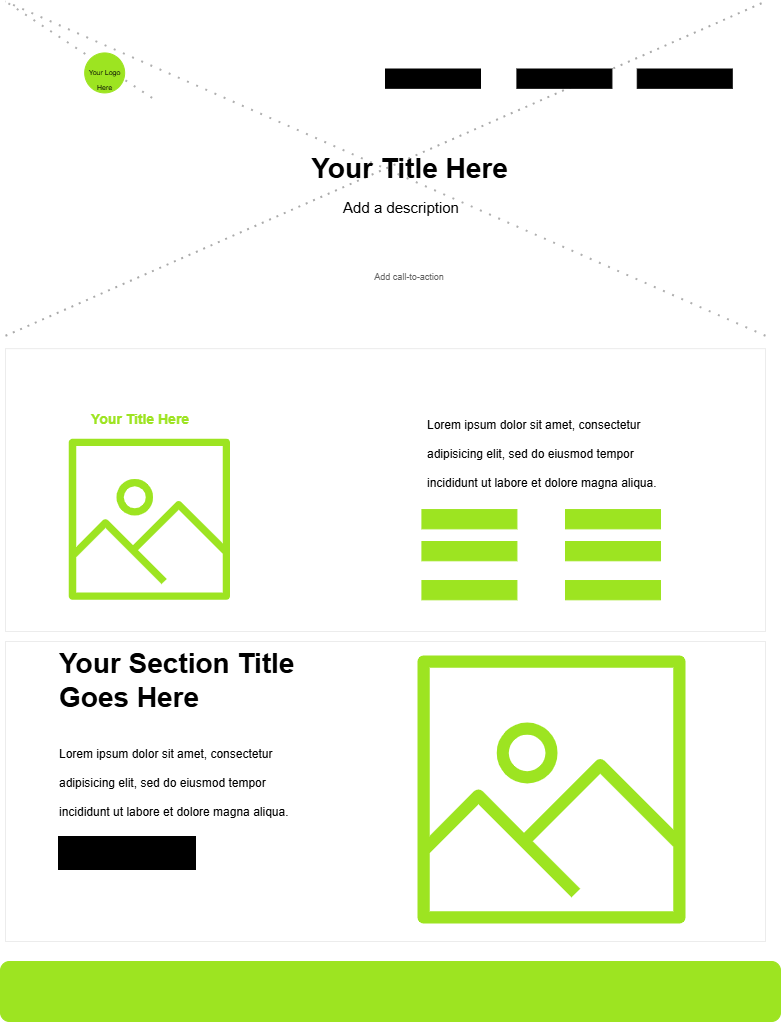 Your Logo
Here
Your Title Here
Add a description
Add call-to-action
Your Title Here
Lorem ipsum dolor sit amet, consectetur
adipisicing elit, sed do eiusmod tempor
incididunt ut labore et dolore magna aliqua.
Your Section Title
Goes Here
Lorem ipsum dolor sit amet, consectetur
adipisicing elit, sed do eiusmod tempor
incididunt ut labore et dolore magna aliqua.